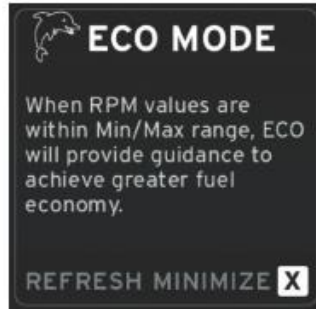 ECO MODE
When RPM values are
within Min/Max range, ECO
will provide guidance to
achieve greater fuel
economy.
REFRESH MINIMIZE X